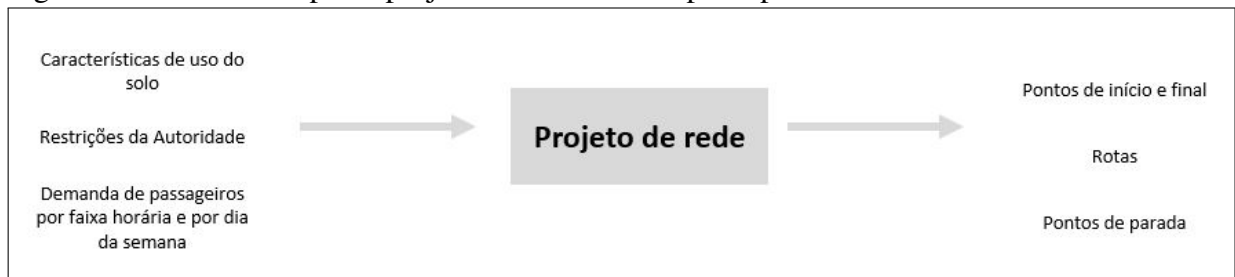 Características de uso do
solo
Restrições da Autoridade
Demanda de passageiros
por faixa horária e por dia
da semana
Projeto de rede
Pontos de início e final
Rotas
Pontos de parada